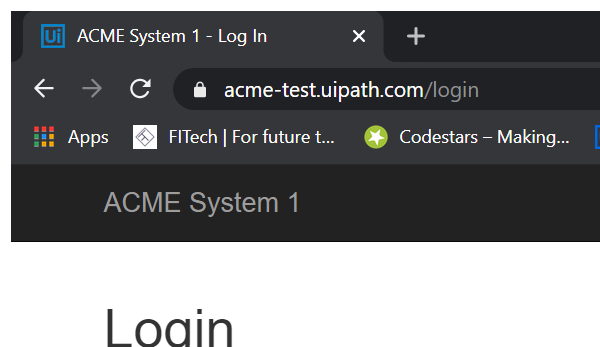 Ui ACME System 1 - Log In
acme-test.uipath.com/login
Apps FITech | For future t... Codestars – Making...
ACME System 1
Login